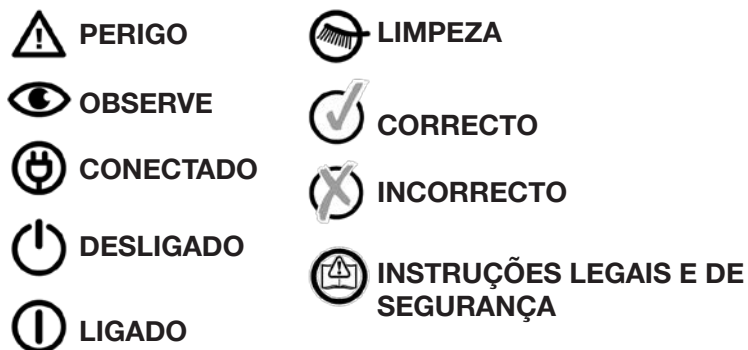 PERIGO
OBSERVE
CONECTADO
DESLIGADO
LIGADO
LIMPEZA
CORRECTO
INCORRECTO
INSTRUÇÕES LEGAIS E DE
SEGURANÇA